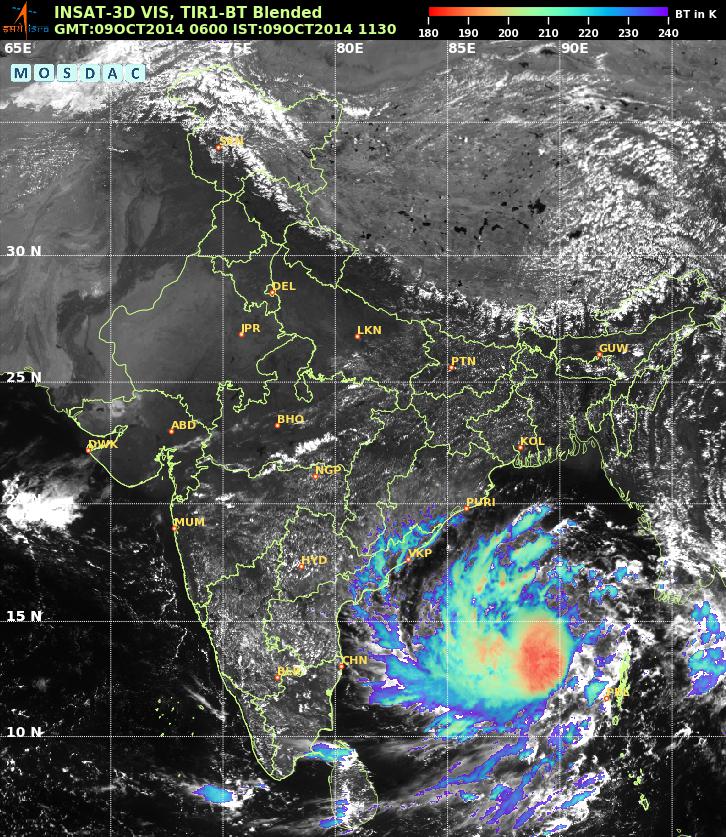 INSAT-3D VIS, TIR1-BT Blended
GMT:09OCT2014 0600 IST:09OCT2014 1130
BT in K
180 190 200 210 220 230 240
65E 75E 80E 85E 90E
MOSDAC
30 N
DEL
JPR
LKN
GUW
PTN
25 N
BHO
ABD
KOL
DWK
NGP
PURI
MUM
VKP
HYD
15 N
CHN
10 N